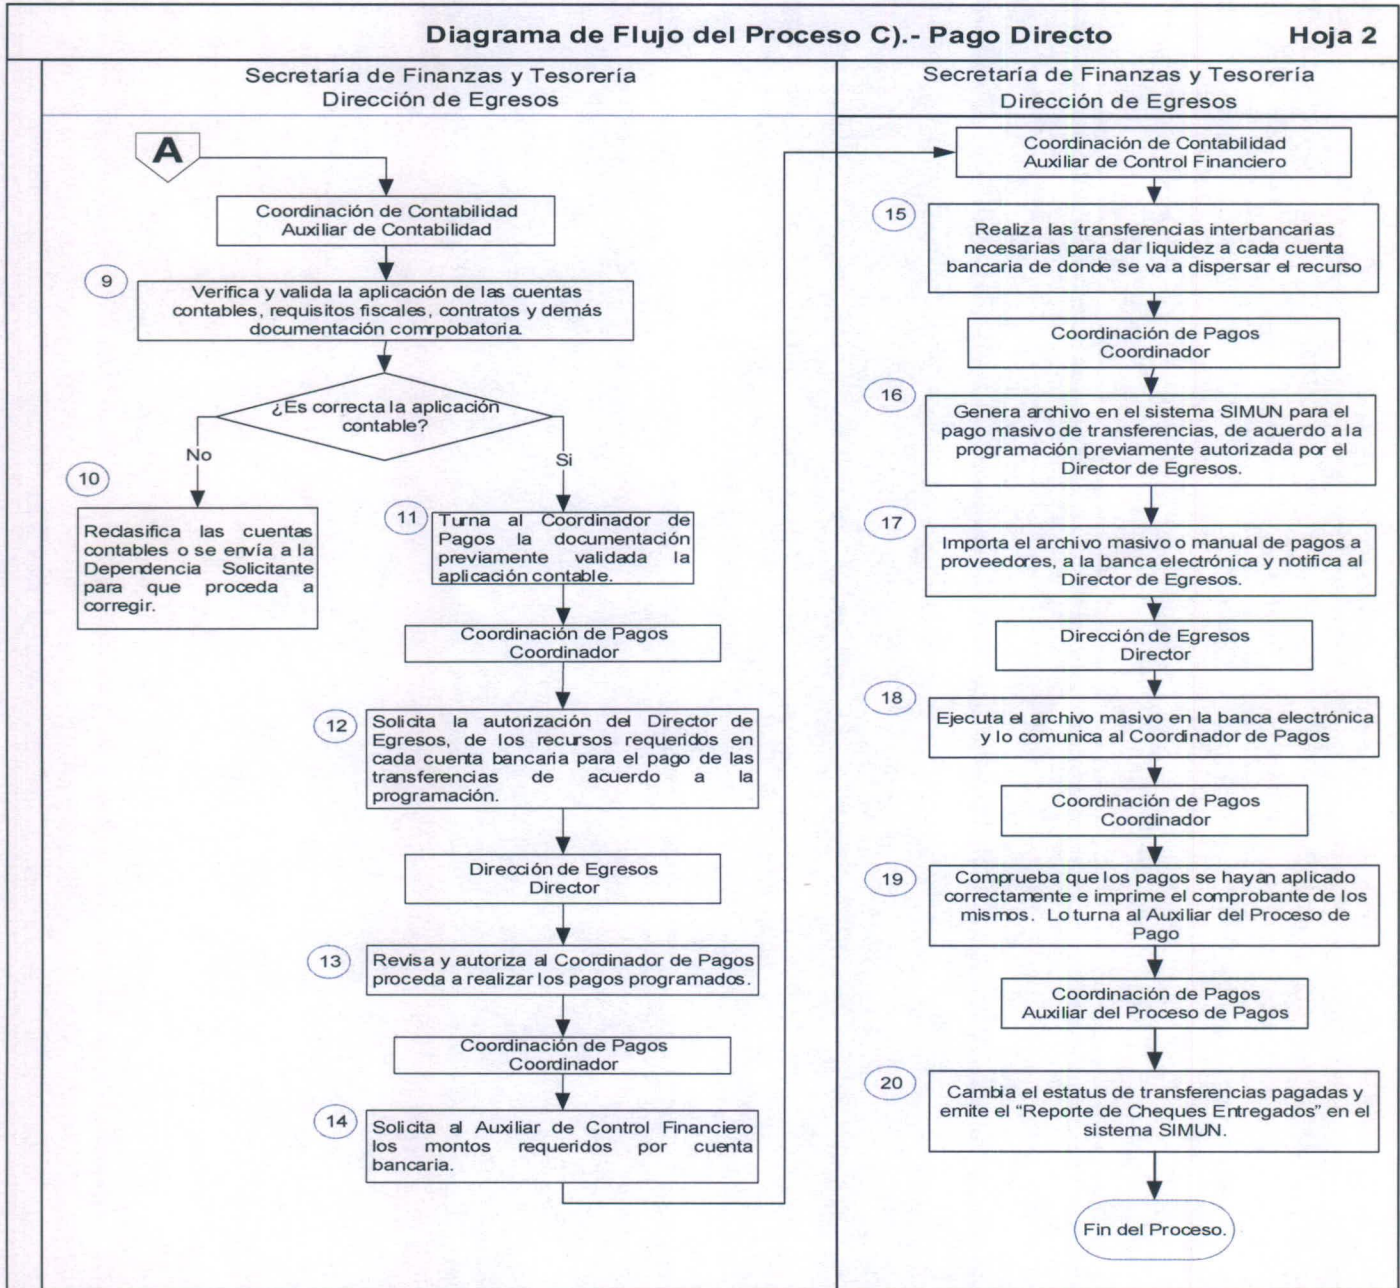 Diagrama de Flujo del Proceso C).- Pago Directo
Hoja 2
Secretaría de Finanzas y Tesorería
Dirección de Egresos
A
Coordinación de Contabilidad
Auxiliar de Contabilidad
9
Verifica y valida la aplicación de las cuentas
contables, requisitos fiscales, contratos y demás
documentación comrpobatoria.
¿Es correcta la aplicación
contable?
No
Si
10
Reclasifica las cuentas
contables o se envía a la
Dependencia Solicitante
para que proceda a
corregir.
11
Turna al Coordinador de
Pagos la documentación
previamente validada la
aplicación contable.
Coordinación de Pagos
Coordinador
12
Solicita la autorización del Director de
Egresos, de los recursos requeridos en
cada cuenta bancaria para el pago de las
transferencias de acuerdo a la
programación.
Dirección de Egresos
Director
13
Revisa y autoriza al Coordinador de Pagos
proceda a realizar los pagos programados.
Coordinación de Pagos
Coordinador
14
Solicita al Auxiliar de Control Financiero
los montos requeridos por cuenta
bancaria.
Secretaría de Finanzas y Tesorería
Dirección de Egresos
Coordinación de Contabilidad
Auxiliar de Control Financiero
15
Realiza las transferencias interbancarias
necesarias para dar liquidez a cada cuenta
bancaria de donde se va a dispersar el recurso
Coordinación de Pagos
Coordinador
16
Genera archivo en el sistema SIMUN para el
pago masivo de transferencias, de acuerdo a la
programación previamente autorizada por el
Director de Egresos.
17
Importa el archivo masivo o manual de pagos a
proveedores, a la banca electrónica y notifica al
Director de Egresos.
Dirección de Egresos
Director
18
Ejecuta el archivo masivo en la banca electrónica
y lo comunica al Coordinador de Pagos
Coordinación de Pagos
Coordinador
19
Comprueba que los pagos se hayan aplicado
correctamente e imprime el comprobante de los
mismos. Lo turna al Auxiliar del Proceso de
Pago
Coordinación de Pagos
Auxiliar del Proceso de Pagos
20
Cambia el estatus de transferencias pagadas y
emite el “Reporte de Cheques Entregados” en el
sistema SIMUN.
Fin del Proceso.